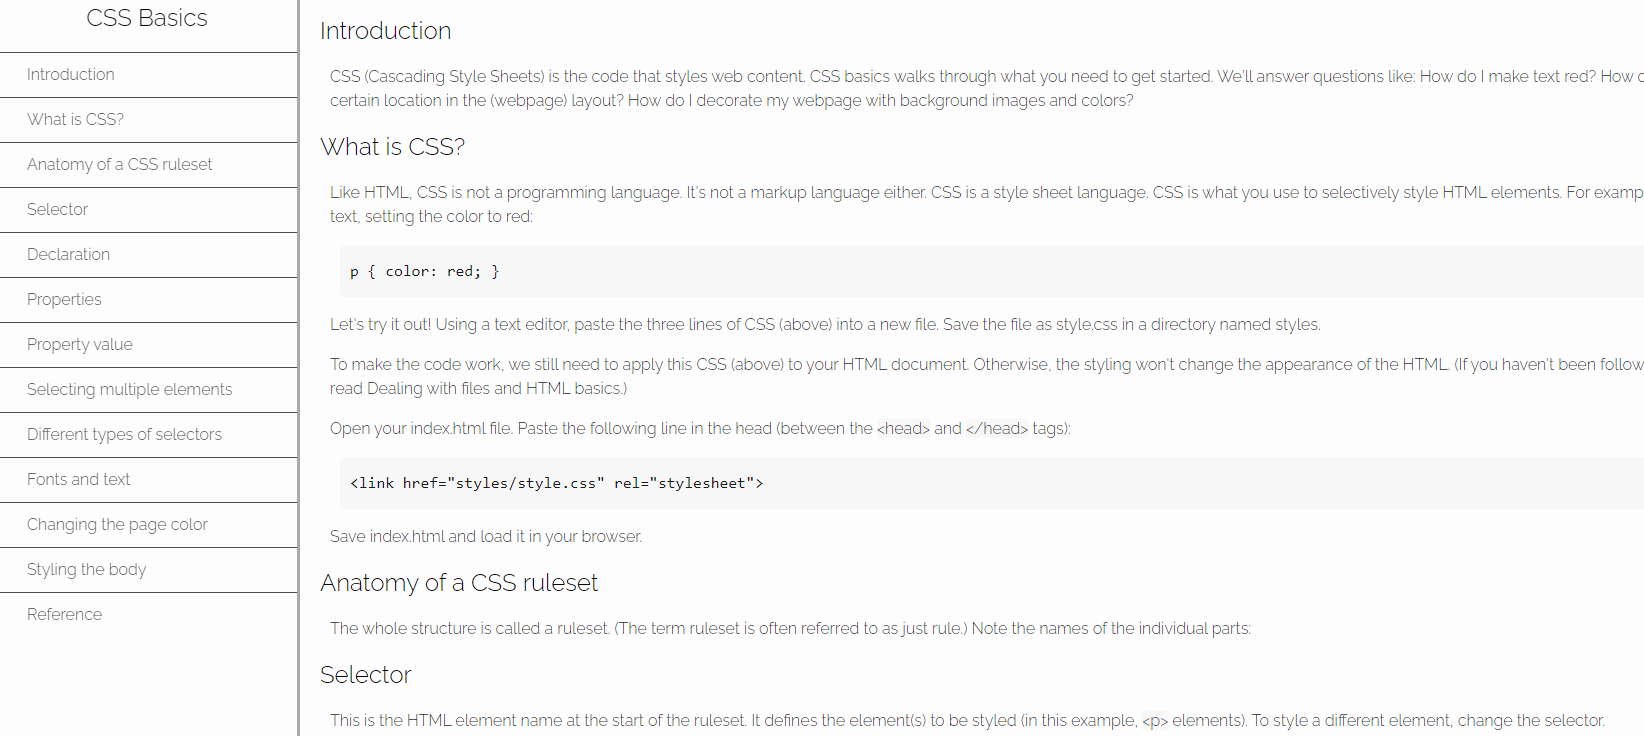 CSS Basics
Introduction
What is CSS?
Anatomy of a CSS ruleset
Selector
Declaration
Properties
Property value
Selecting multiple elements
Different types of selectors
Fonts and text
Changing the page color
Styling the body
Reference
Introduction
CSS (Cascading Style Sheets) is the code that styles web content. CSS basics walks through what you need to get started. We'll answer questions like: How do I make text red? How
certain location in the (webpage) layout? How do I decorate my webpage with background images and colors?
What is CSS?
Like HTML, CSS is not a programming language. It's not a markup language either. CSS is a style sheet language. CSS is what you use to selectively style HTML elements. For examp
text, setting the color to red:
p { color: red; }
Let's try it out! Using a text editor, paste the three lines of CSS (above) into a new file. Save the file as style.css in a directory named styles.
To make the code work, we still need to apply this CSS (above) to your HTML document. Otherwise, the styling won't change the appearance of the HTML. (If you haven't been follow
read Dealing with files and HTML basics.)
Open your index.html file. Paste the following line in the head (between the <head> and </head> tags):
<link href="styles/style.css" rel="stylesheet">
Save index.html and load it in your browser.
Anatomy of a CSS ruleset
The whole structure is called a ruleset. (The term ruleset is often referred to as just rule.) Note the names of the individual parts:
Selector
This is the HTML element name at the start of the ruleset. It defines the element(s) to be styled (in this example, <p> elements). To style a different element, change the selector.